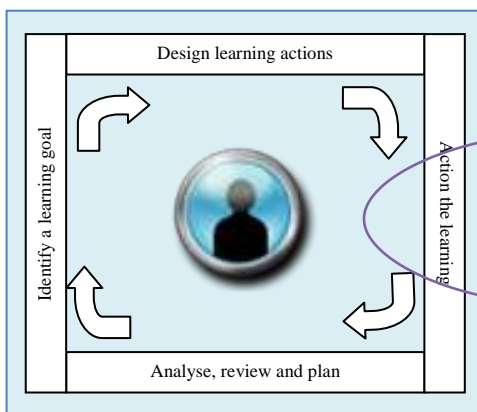 Design learning actions
Identify a learning goal
Action the learning
Analyse, review and plan